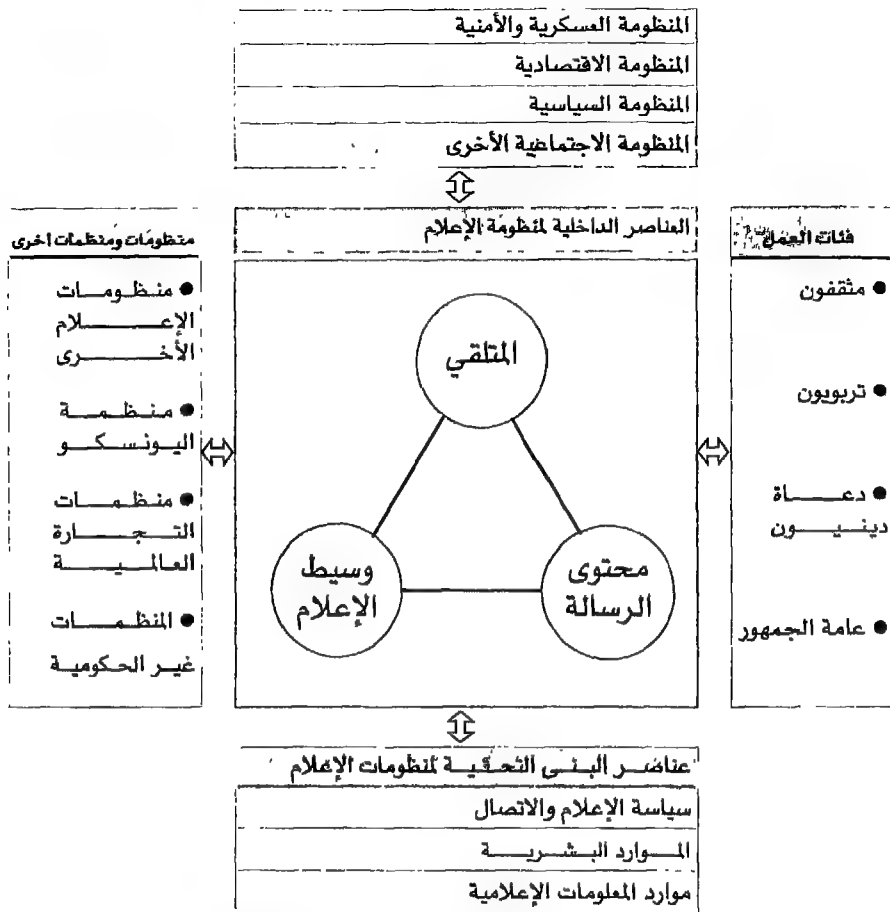 المنظومة العسكرية والأمنية
المنظومة الاقتصادية
المنظومة السياسية
المنظومة الاجتماعية الأخرى
فئات العمل
● مثقفون
● تربويون
● دعاة
دينيون
● عامة الجمهور
العناصر الداخلية لمنظومة الإعلام
المتلقي
محتوى
الرسالة
وسيط
الإعلام
منظومات ومنظمات أخرى
● منظومات
الإعلام
الأخرى
● منظمة
اليونسكو
● منظمات
التجارة
العالمية
● المنظمات
غير الحكومية
عناصر البنى التحتية لمنظومات الإعلام
سياسة الإعلام والاتصال
الموارد البشرية
موارد المعلومات الإعلامية